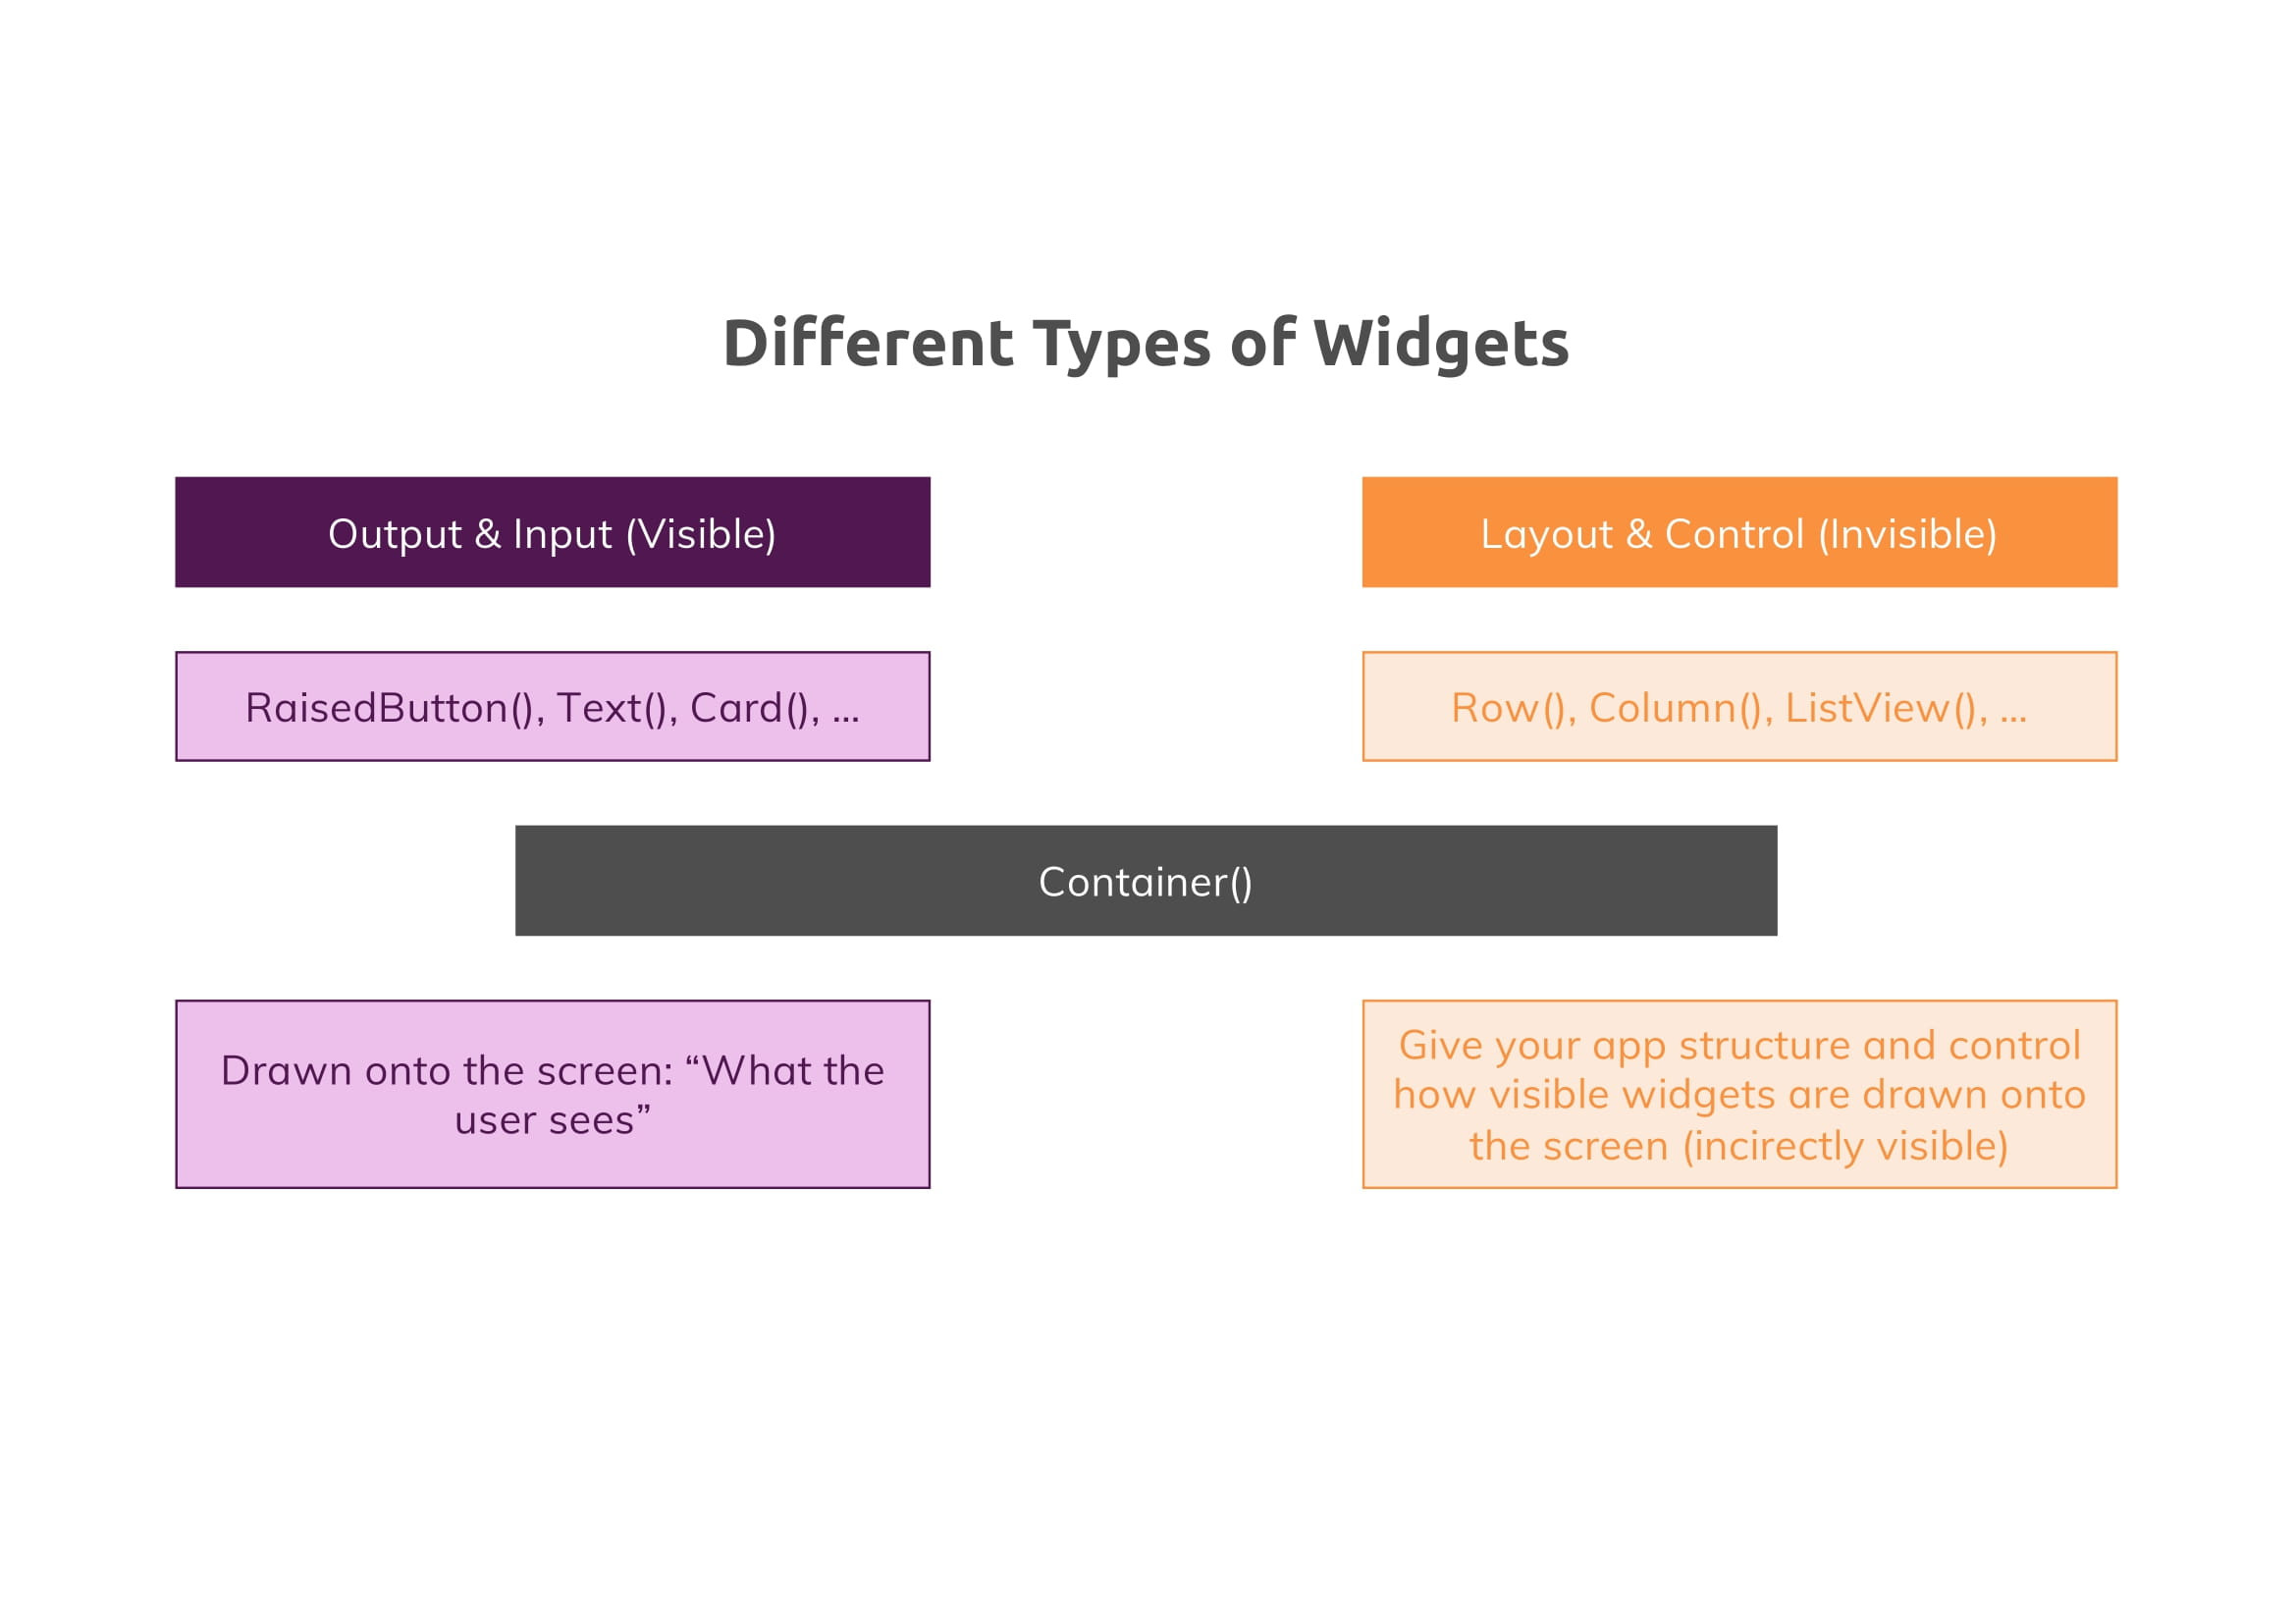 Different Types of Widgets
Output & Input (Visible)
Layout & Control (Invisible)
RaisedButton(), Text(), Card(), ...
Row(), Column(), ListView(), ...
Container()
Drawn onto the screen: “What the
user sees”
Give your app structure and control
how visible widgets are drawn onto
the screen (incirectly visible)